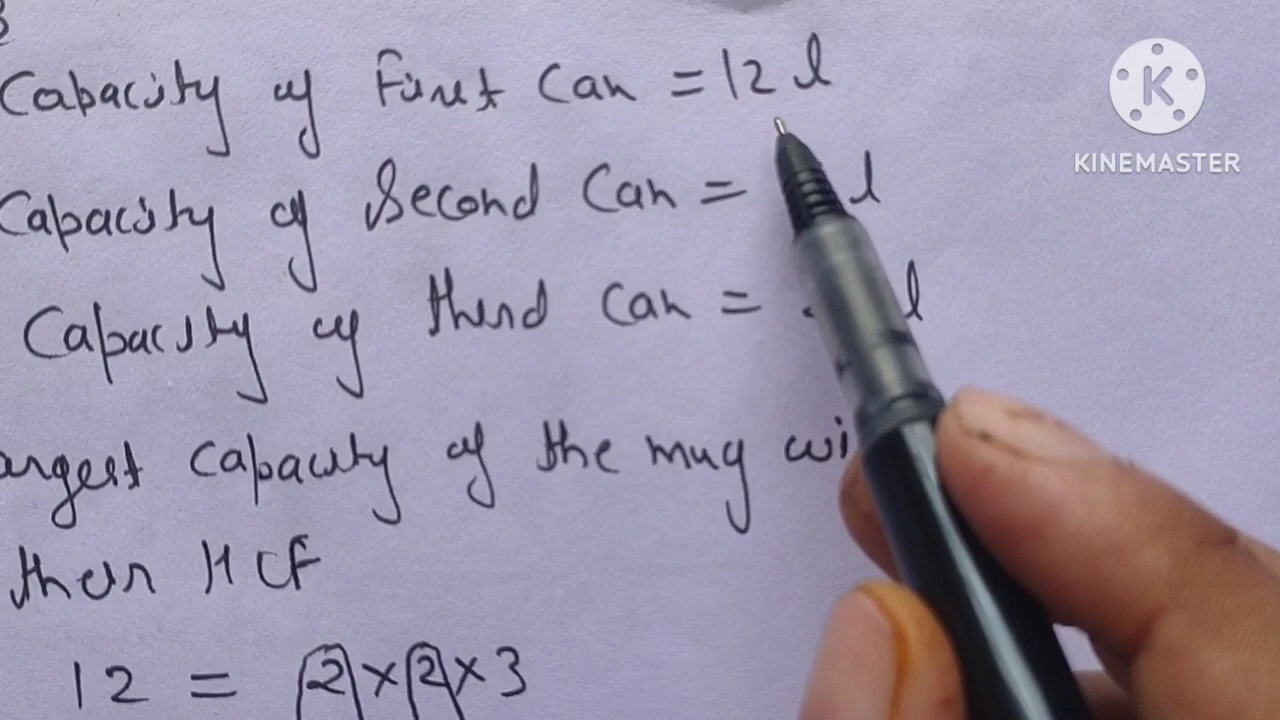 Capacity of First Can = 12 l
Capacity of Second Can = l
Capacity of third Can = l
argest capacity of the mug wi
their HCF
12 = 2 × 2 × 3
K
KINEMASTER